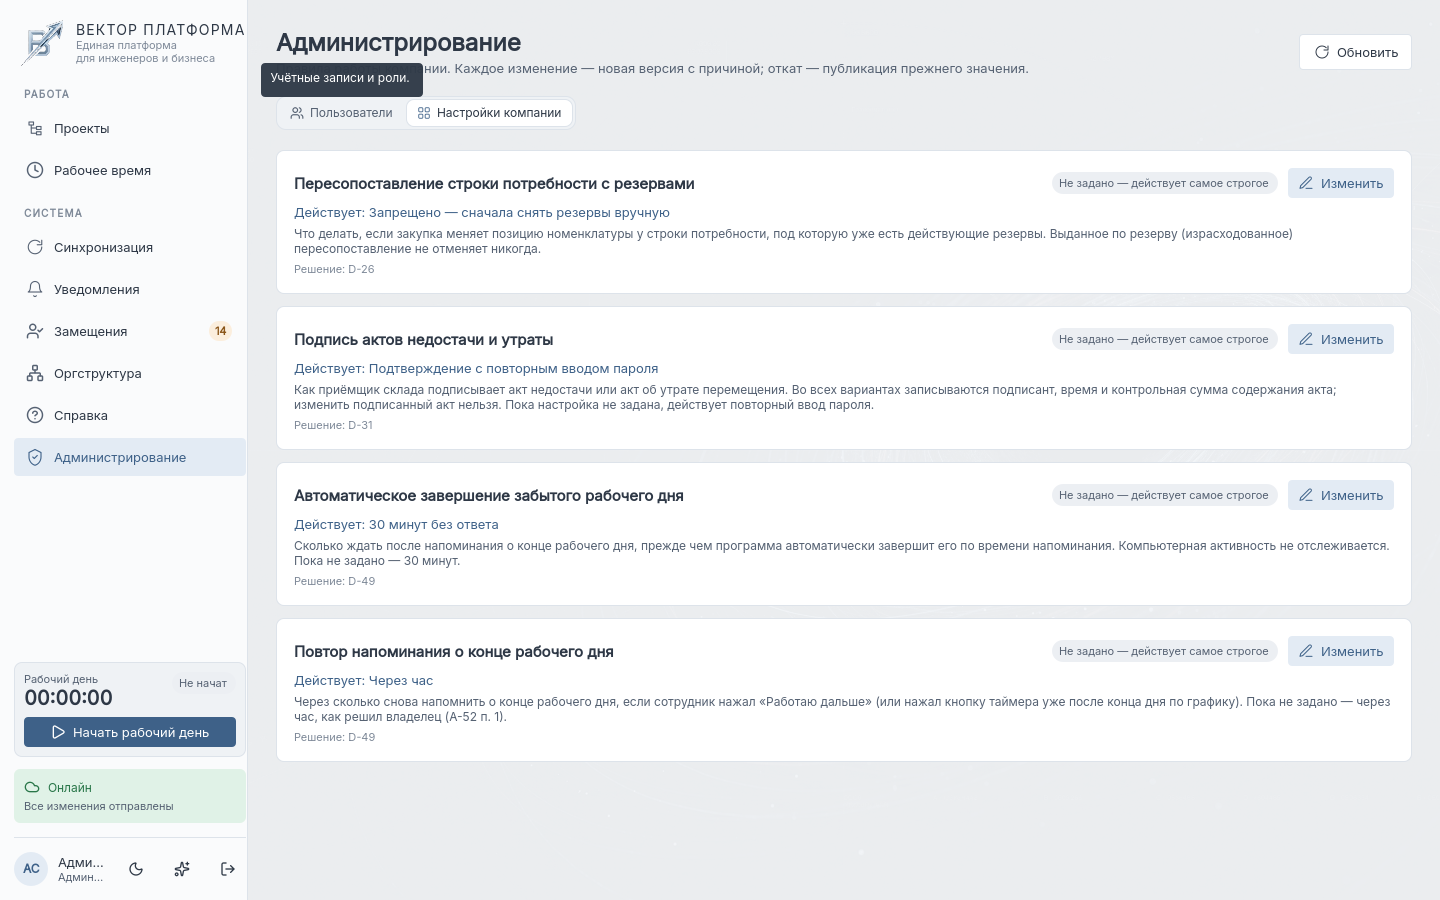 ВЕКТОР ПЛАТФОРМА
Единая платформа
для инженеров и бизнеса
РАБОТА
Проекты
Рабочее время
СИСТЕМА
Синхронизация
Уведомления
Замещения
14
Оргструктура
Справка
Администрирование
Рабочий день
00:00:00
Не начат
Начать рабочий день
Онлайн
Все изменения отправлены
АС
Адми...
Админ...
Администрирование
Каждое изменение — новая версия с причиной; откат — публикация прежнего значения.
Обновить
Учётные записи и роли.
Пользователи
Настройки компании
Пересопоставление строки потребности с резервами
Не задано — действует самое строгое
Изменить
Действует: Запрещено — сначала снять резервы вручную
Что делать, если закупка меняет позицию номенклатуры у строки потребности, под которую уже есть действующие резервы. Выданное по резерву (израсходованное)
пересопоставление не отменяет никогда.
Решение: D-26
Подпись актов недостачи и утраты
Не задано — действует самое строгое
Изменить
Действует: Подтверждение с повторным вводом пароля
Как приёмщик склада подписывает акт недостачи или акт об утрате перемещения. Во всех вариантах записываются подписант, время и контрольная сумма содержания акта;
изменить подписанный акт нельзя. Пока настройка не задана, действует повторный ввод пароля.
Решение: D-31
Автоматическое завершение забытого рабочего дня
Не задано — действует самое строгое
Изменить
Действует: 30 минут без ответа
Сколько ждать после напоминания о конце рабочего дня, прежде чем программа автоматически завершит его по времени напоминания. Компьютерная активность не отслеживается.
Пока не задано — 30 минут.
Решение: D-49
Повтор напоминания о конце рабочего дня
Не задано — действует самое строгое
Изменить
Действует: Через час
Через сколько снова напомнить о конце рабочего дня, если сотрудник нажал «Работаю дальше» (или нажал кнопку таймера уже после конца дня по графику). Пока не задано — через
час, как решил владелец (А-52 п. 1).
Решение: D-49